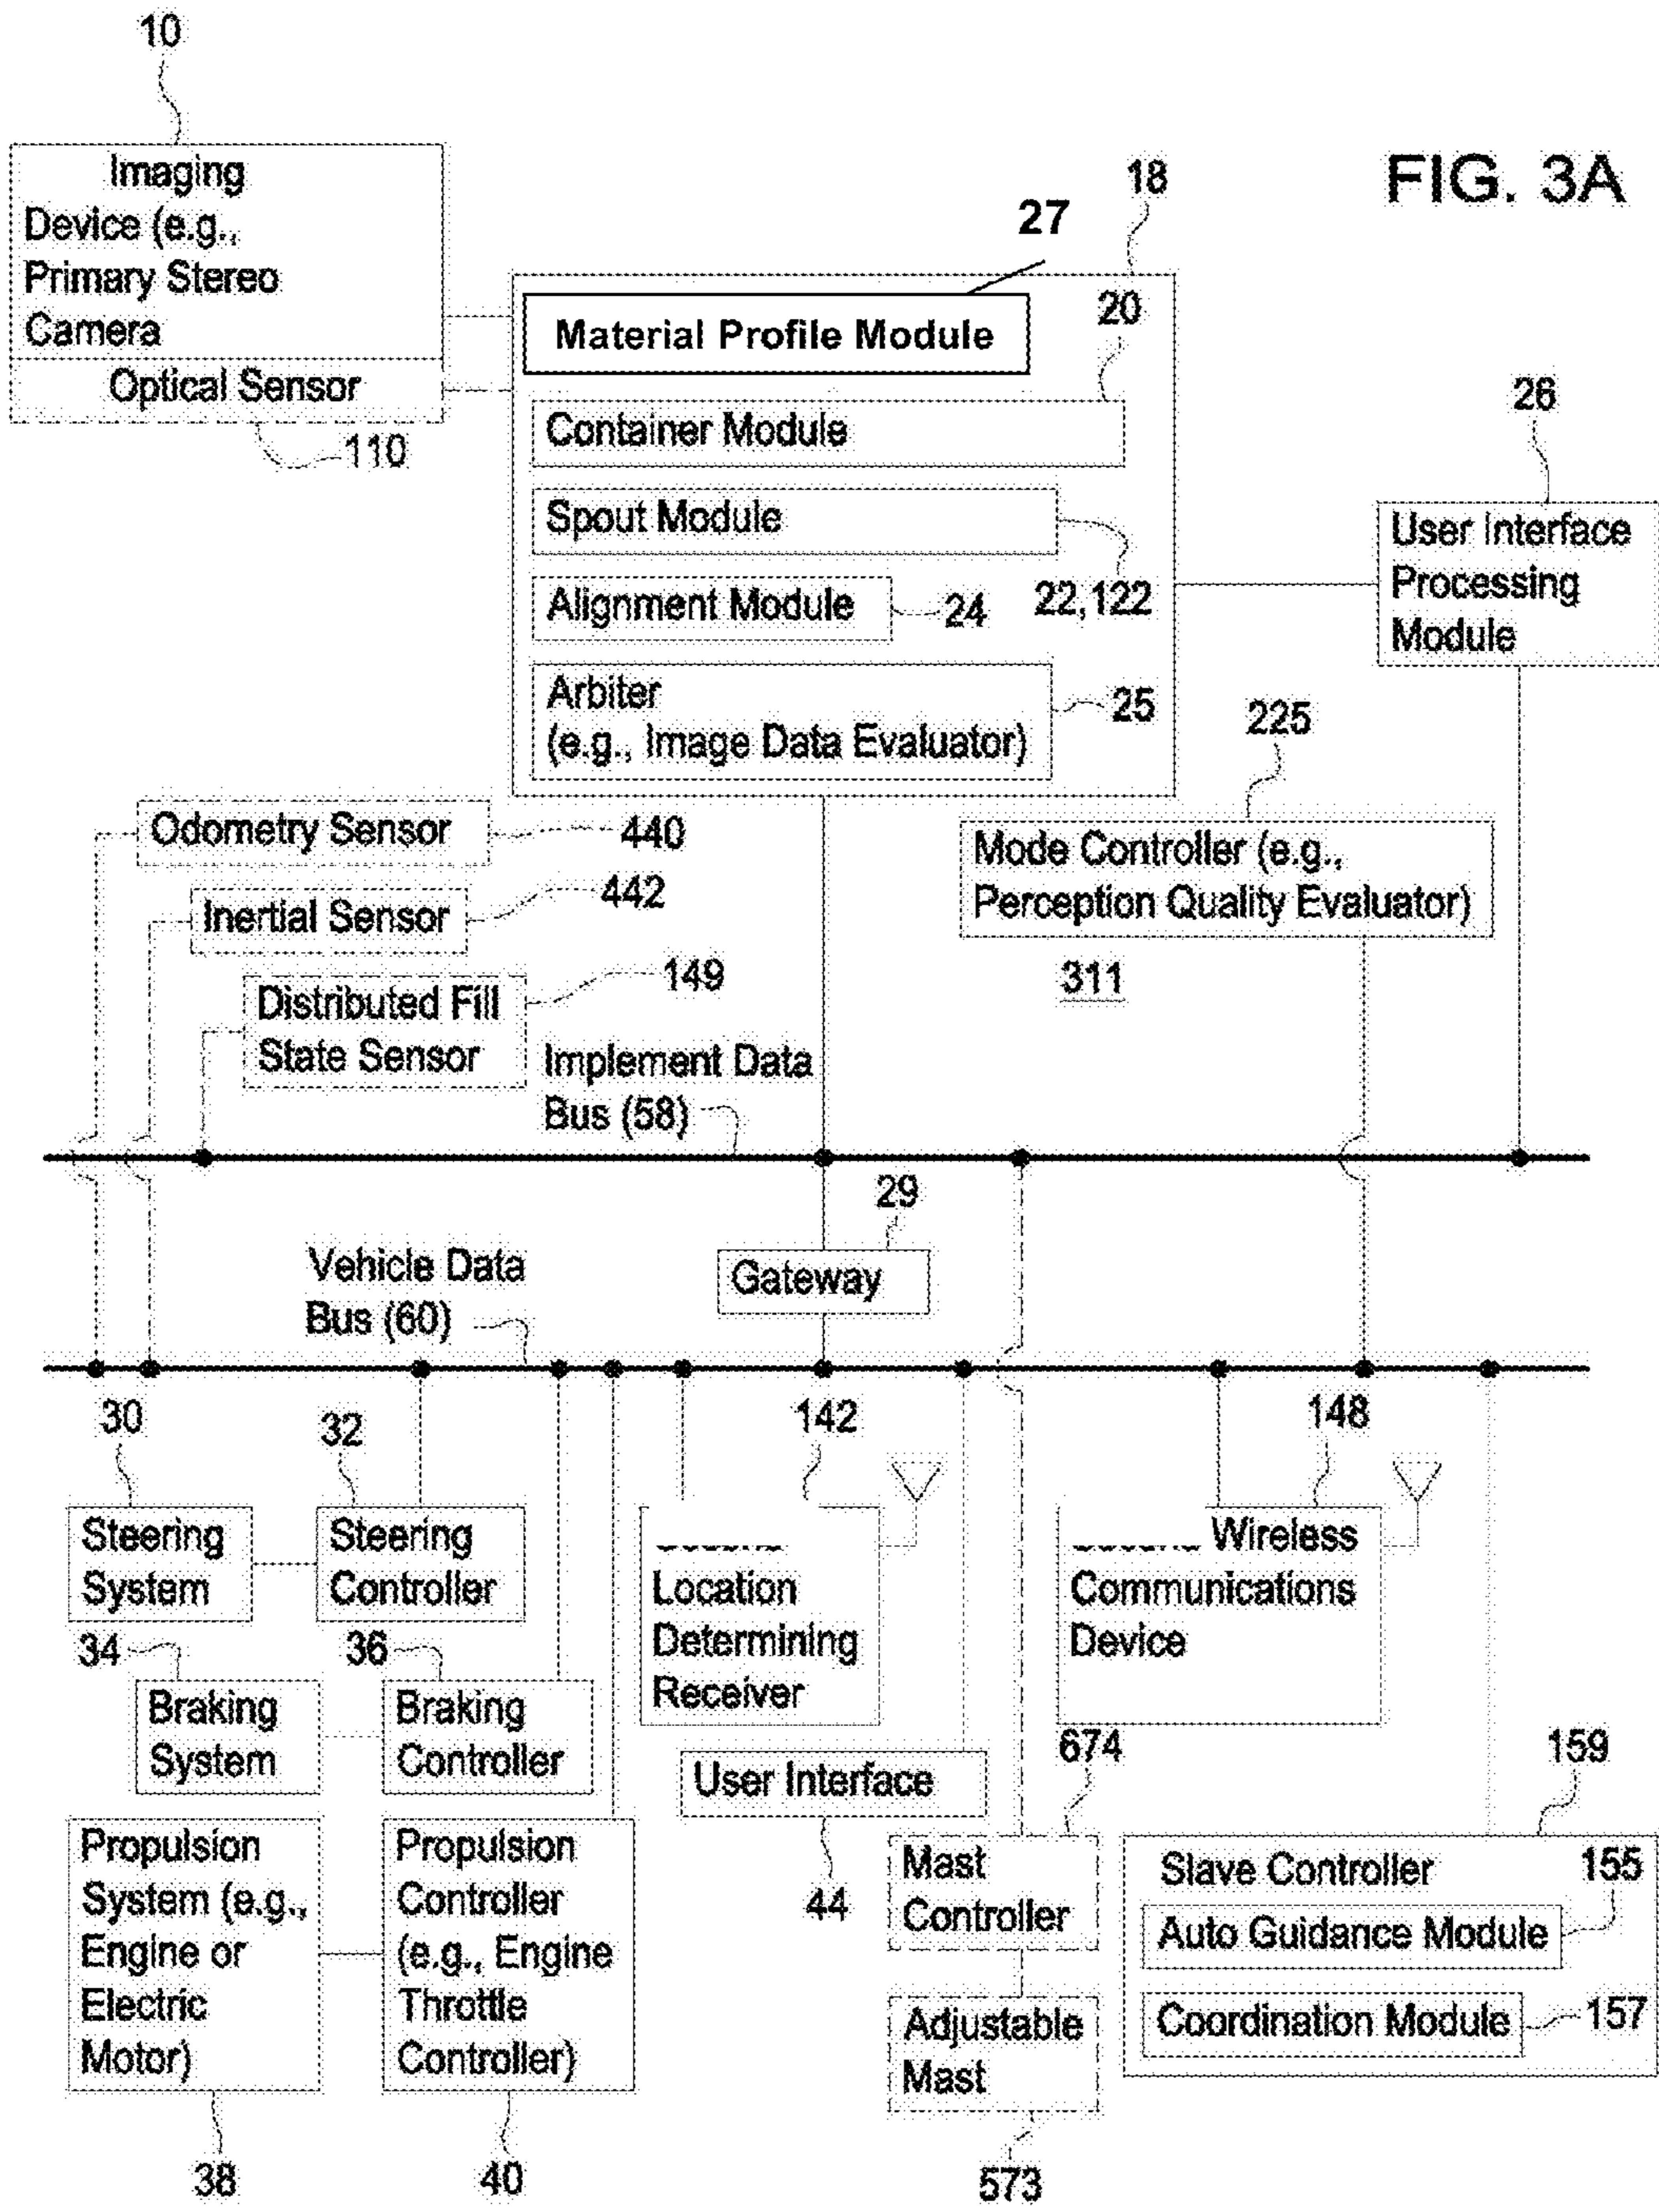 10
FIG. 3A
Imaging
Device (e.g.,
Primary Stereo
Camera
Optical Sensor
110
18
27
20
Material Profile Module
Container Module
Spout Module
22,122
Alignment Module
24
Arbiter
(e.g., Image Data Evaluator)
25
26
User Interface
Processing
Module
225
Mode Controller (e.g.,
Perception Quality Evaluator)
311
Odometry Sensor
440
Inertial Sensor
442
Distributed Fill
State Sensor
149
Implement Data
Bus (58)
29
Gateway
Vehicle Data
Bus (60)
30
Steering
System
32
Steering
Controller
34
Braking
System
36
Braking
Controller
Propulsion
System (e.g.,
Engine or
Electric
Motor)
38
Propulsion
Controller
(e.g., Engine
Throttle
Controller)
40
142
Location
Determining
Receiver
148
Wireless
Communications
Device
User Interface
44
674
Mast
Controller
Adjustable
Mast
573
159
Slave Controller
155
Auto Guidance Module
Coordination Module
157